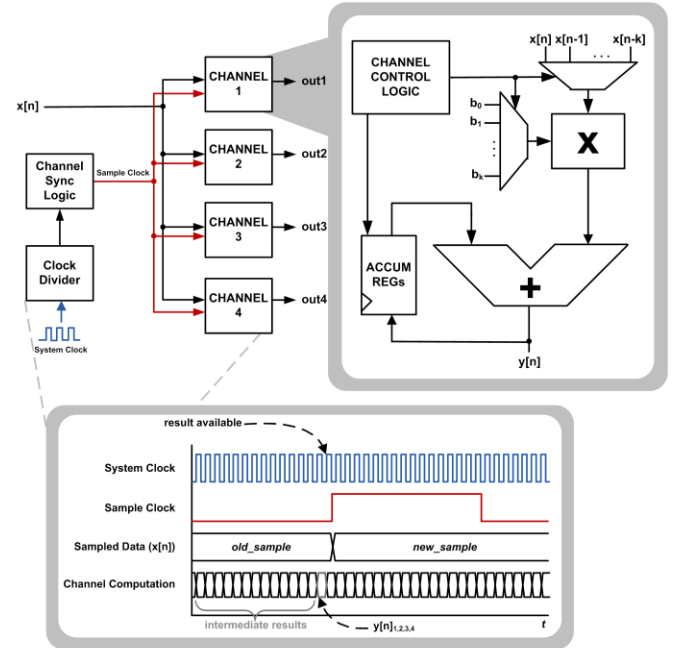 x[n]
Channel
Sync
Logic
Sample Clock
Clock
Divider
System Clock
CHANNEL
1
out1
CHANNEL
2
out2
CHANNEL
3
out3
CHANNEL
4
out4
CHANNEL
CONTROL
LOGIC
x[n] x[n-1] . . . x[n-k]
b₀
b₁
⋮
bₖ
X
ACCUM
REGs
+
y[n]
result available
System Clock
Sample Clock
Sampled Data (x[n])
old_sample
new_sample
Channel Computation
intermediate results
y[n]₁,₂,₃,₄
t